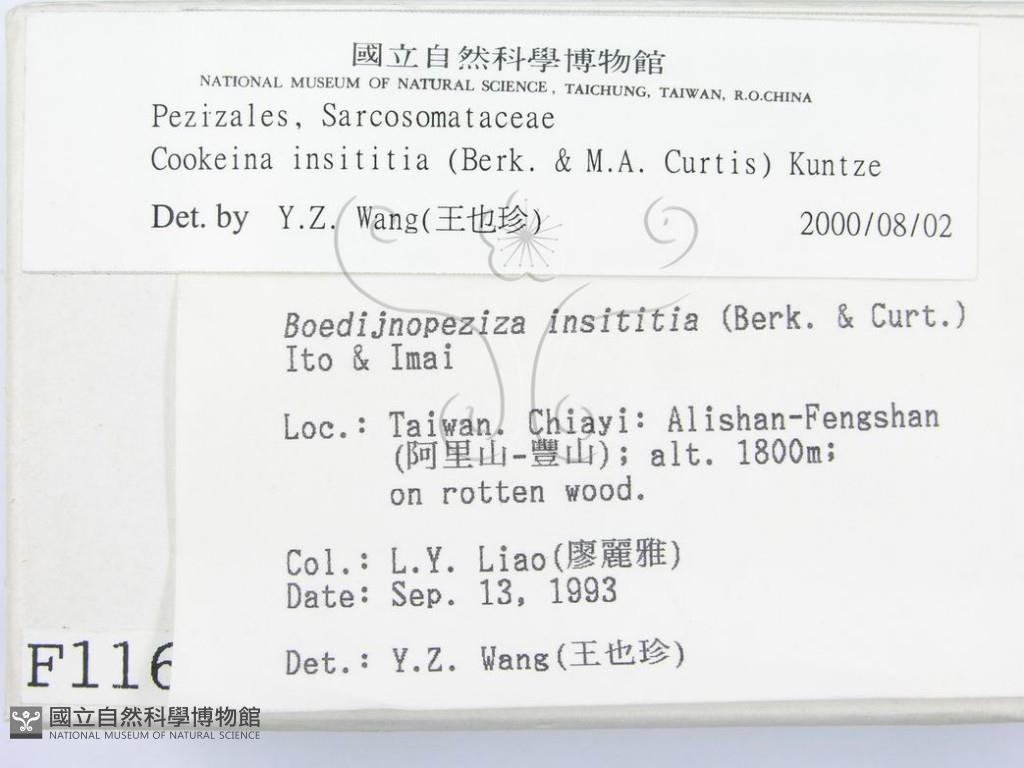 國立自然科學博物館
NATIONAL MUSEUM OF NATURAL SCIENCE, TAICHUNG, TAIWAN, R.O.CHINA
Pezizales, Sarcosomataceae
Cookeina insititia (Berk. & M.A. Curtis) Kuntze
Det. by Y.Z. Wang(王也珍) 2000/08/02
Boedijnopeziza insititia (Berk. & Curt.)
Ito & Imai
Loc.: Taiwan. Chiayi: Alishan-Fengshan
(阿里山-豐山); alt. 1800m;
on rotten wood.
Col.: L.Y. Liao(廖麗雅)
Date: Sep. 13, 1993
Det.: Y.Z. Wang(王也珍)
F116
國立自然科學博物館
NATIONAL MUSEUM OF NATURAL SCIENCE